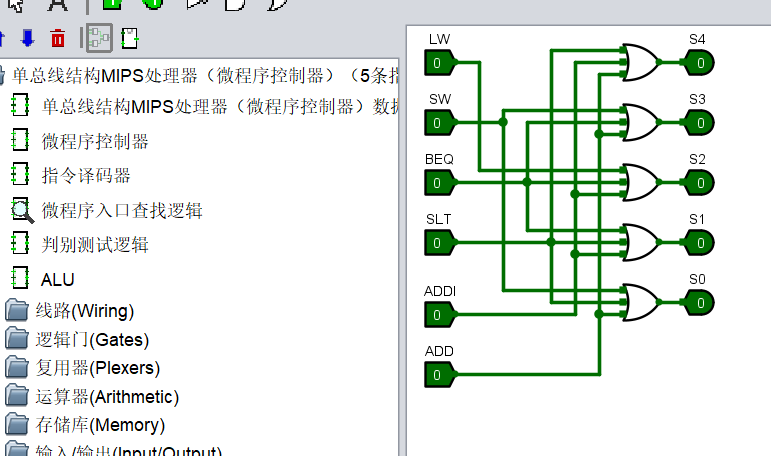 单总线结构MIPS处理器（微程序控制器）（5条指
单总线结构MIPS处理器（微程序控制器）数据
微程序控制器
指令译码器
微程序入口查找逻辑
判别测试逻辑
ALU
线路(Wiring)
逻辑门(Gates)
复用器(Plexers)
运算器(Arithmetic)
存储库(Memory)
输入/输出(Input/Output)
LW
0
SW
0
BEQ
0
SLT
0
ADDI
0
ADD
0
S4
0
S3
0
S2
0
S1
0
S0
0